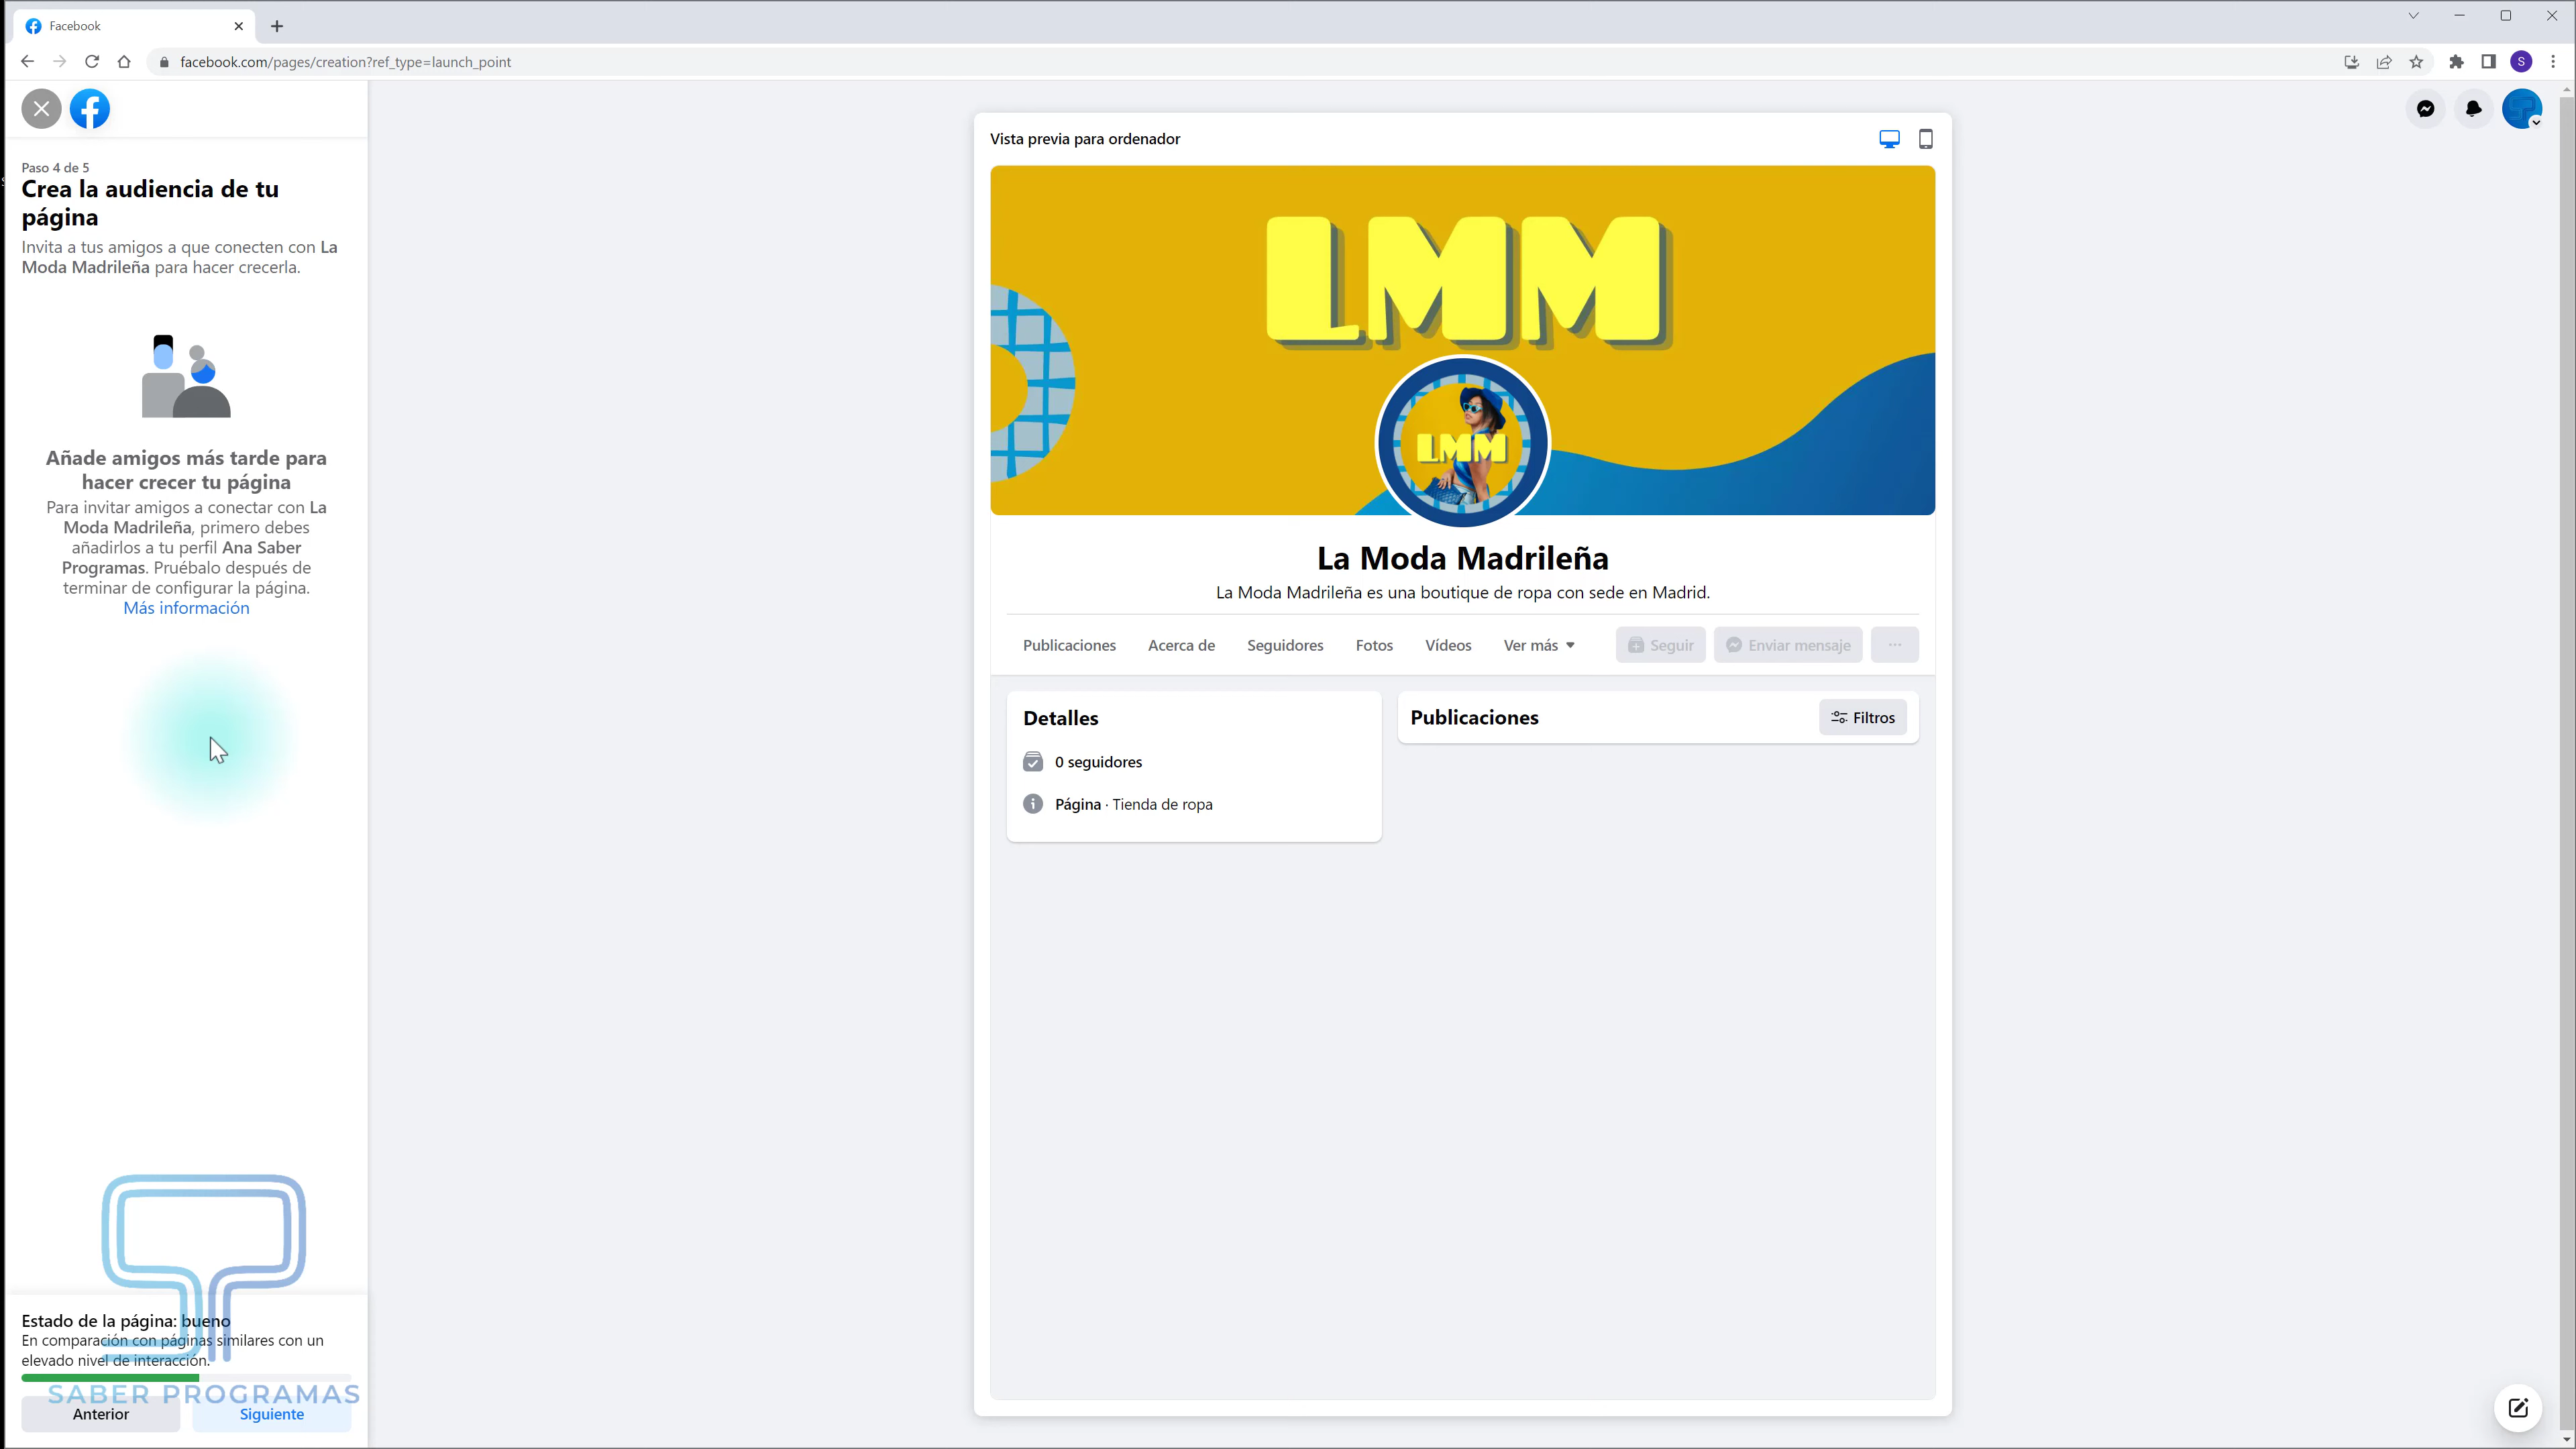 Facebook
facebook.com/pages/creation?ref_type=launch_point
S
Paso 4 de 5
Crea la audiencia de tu
página
Invita a tus amigos a que conecten con La
Moda Madrileña para hacer crecerla.
Añade amigos más tarde para
hacer crecer tu página
Para invitar amigos a conectar con La
Moda Madrileña, primero debes
añadirlos a tu perfil Ana Saber
Programas. Pruébalo después de
terminar de configurar la página.
Más información
Estado de la página: bueno
En comparación con páginas similares con un
elevado nivel de interacción.
SABER PROGRAMAS
Anterior
Siguiente
Vista previa para ordenador
LMM
LMM
La Moda Madrileña
La Moda Madrileña es una boutique de ropa con sede en Madrid.
Publicaciones
Acerca de
Seguidores
Fotos
Vídeos
Ver más
Seguir
Enviar mensaje
Detalles
0 seguidores
Página · Tienda de ropa
Publicaciones
Filtros